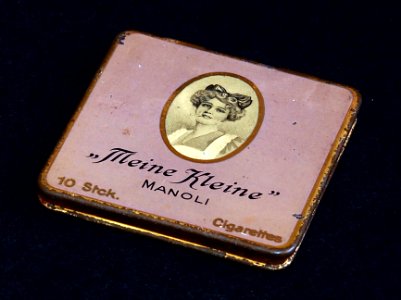 „Meine Kleine"
MANOLI
10 Stck.
Cigarettes